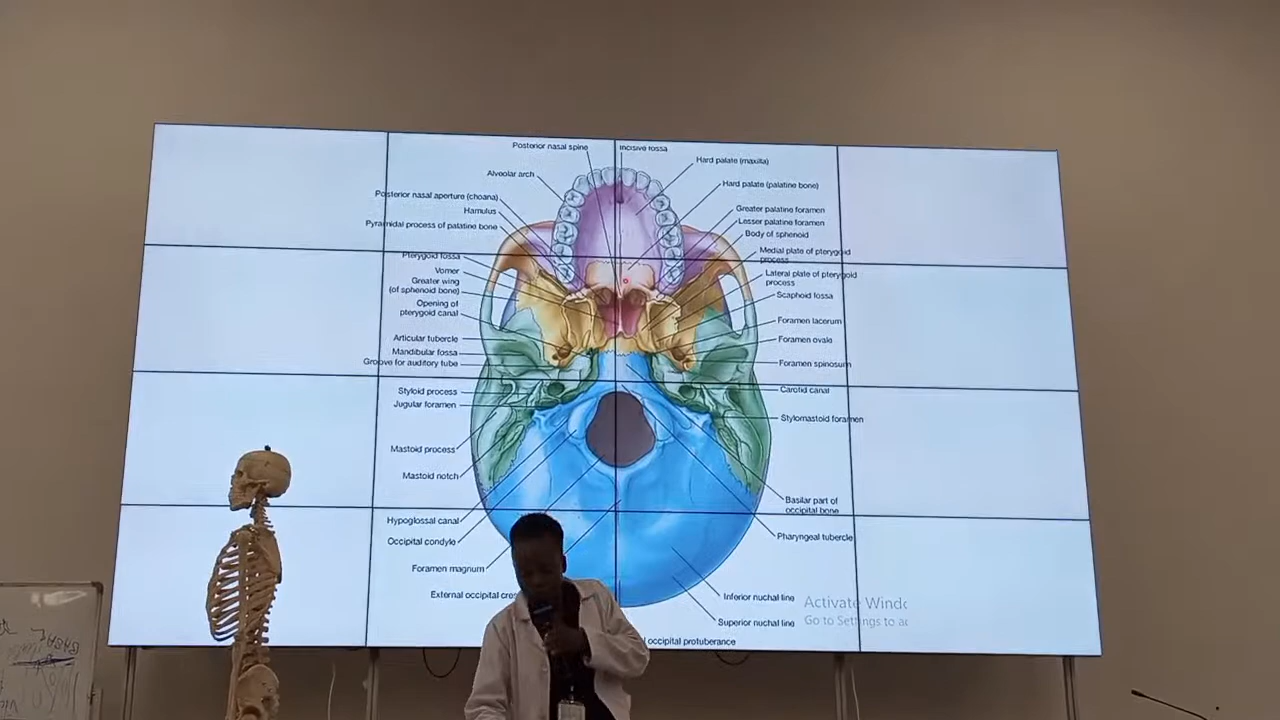 Posterior nasal spine
Incisive fossa
Hard palate (maxilla)
Alveolar arch
Hard palate (palatine bone)
Posterior nasal aperture (choana)
Greater palatine foramen
Hamulus
Lesser palatine foramen
Pyramidal process of palatine bone
Body of sphenoid
Medial plate of pterygoid
process
Pterygoid fossa
Vomer
Lateral plate of pterygoid
process
Greater wing
(of sphenoid bone)
Scaphoid fossa
Opening of
pterygoid canal
Foramen lacerum
Articular tubercle
Foramen ovale
Mandibular fossa
Groove for auditory tube
Foramen spinosum
Styloid process
Carotid canal
Jugular foramen
Stylomastoid foramen
Mastoid process
Mastoid notch
Basilar part of
occipital bone
Hypoglossal canal
Pharyngeal tubercle
Occipital condyle
Foramen magnum
External occipital cres
Inferior nuchal line
Superior nuchal line
l occipital protuberance
Activate Windo
Go to Settings to ac